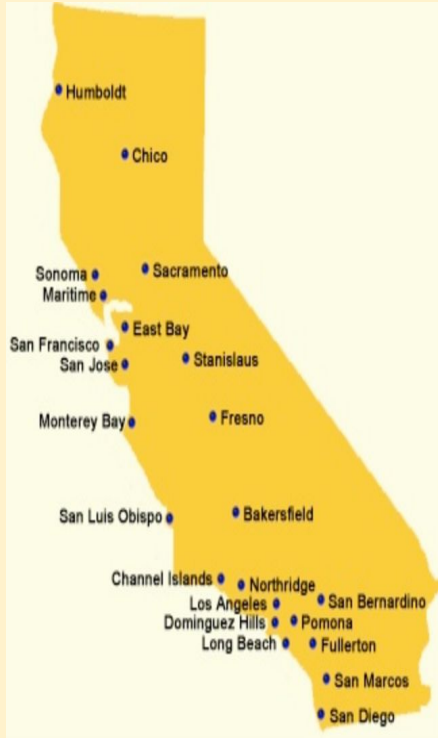 Humboldt
Chico
Sonoma
Sacramento
Maritime
East Bay
San Francisco
Stanislaus
San Jose
Monterey Bay
Fresno
San Luis Obispo
Bakersfield
Channel Islands
Northridge
Los Angeles
San Bernardino
Dominguez Hills
Pomona
Long Beach
Fullerton
San Marcos
San Diego